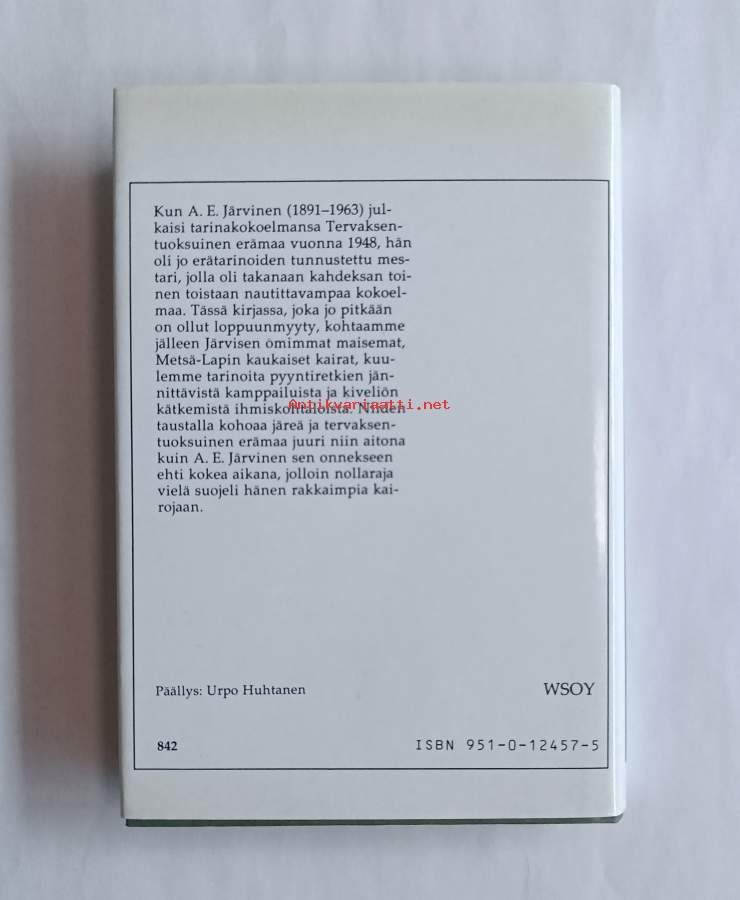 Kun A. E. Järvinen (1891–1963) jul-
kaisi tarinakokoelmansa Tervaksen-
tuoksuinen erämaa vuonna 1948, hän
oli jo erätarinoiden tunnustettu mes-
tari, jolla oli takanaan kahdeksan toi-
nen toistaan nautittavampaa kokoel-
maa. Tässä kirjassa, joka jo pitkään
on ollut loppuunmyyty, kohtaamme
jälleen Järvisen omimmat maisemat,
Metsä-Lapin kaukaiset kairat, kuu-
lemme tarinoita pyyntiretkien jän-
nittävistä kamppailuista ja kiveliön
kätkemistä ihmiskohtaloista. Niiden
Antikvariaatti.net
taustalla kohoaa järeä ja tervaksen-
tuoksuinen erämaa juuri niin aitona
kuin A. E. Järvinen sen onnekseen
ehti kokea aikana, jolloin nollaraja
vielä suojeli hänen rakkaimpia kai-
rojaan.
Päällys: Urpo Huhtanen
WSOY
842
ISBN 951-0-12457-5